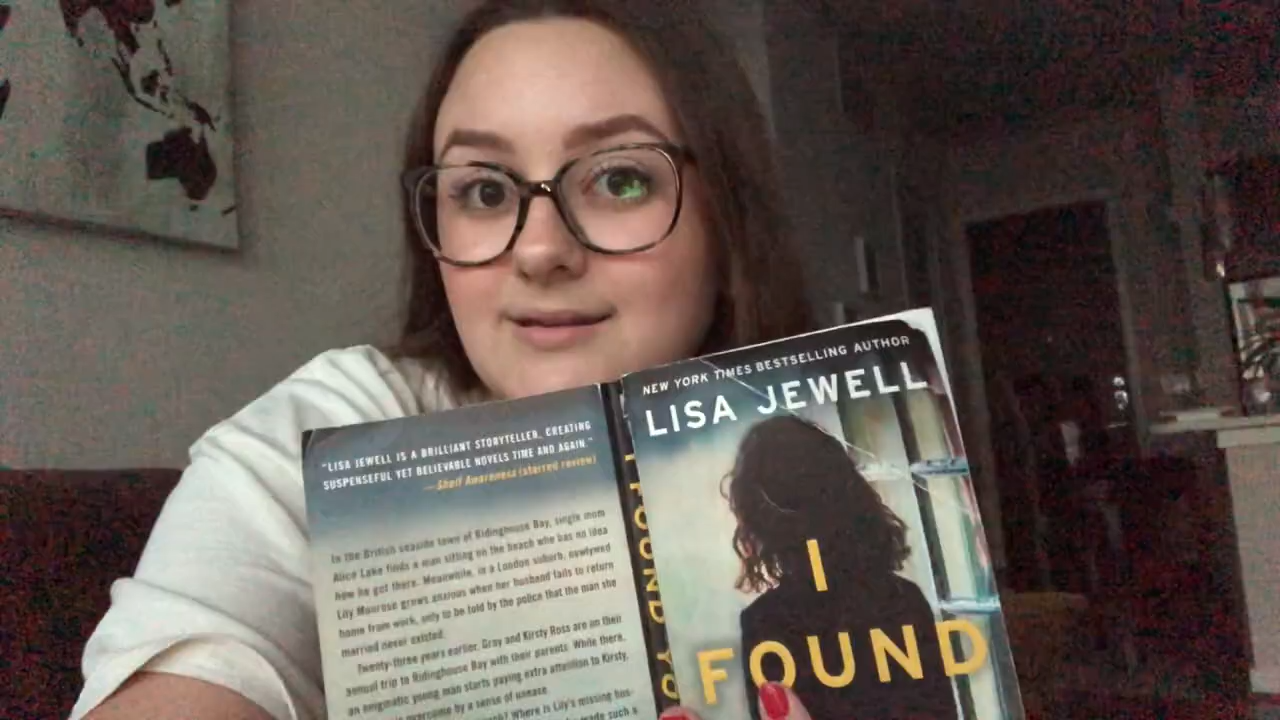 "LISA JEWELL IS A BRILLIANT STORYTELLER, CREATING
SUSPENSEFUL YET BELIEVABLE NOVELS TIME AND AGAIN."
—Shelf Awareness (starred review)
In the British seaside town of Ridinghouse Bay, single mom
Alice Lake finds a man sitting on the beach who has no idea
how he got there. Meanwhile, in a London suburb, newlywed
Lily Monrose grows anxious when her husband fails to return
home from work, only to be told by the police that the man she
married never existed.
Twenty-three years earlier, Gray and Kirsty Ross are on their
annual trip to Ridinghouse Bay with their parents. While there,
an enigmatic young man starts paying extra attention to Kirsty,
is overcome by a sense of unease.
Where is Lily's missing hus-
made such a
I FOUND YO
NEW YORK TIMES BESTSELLING AUTHOR
LISA JEWELL
I
FOUND